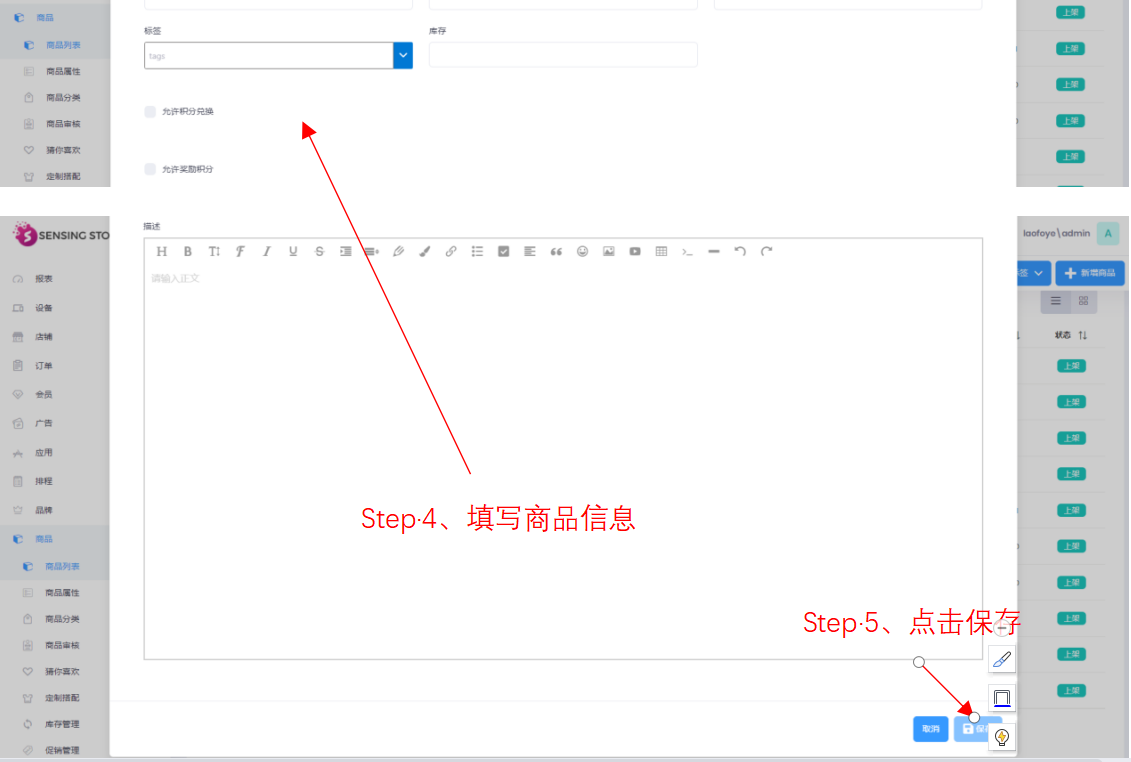 商品
商品列表
商品属性
商品分类
商品审核
猜你喜欢
定制搭配
标签
库存
tags
允许积分兑换
允许奖励积分
上架
上架
上架
上架
上架
SENSING STO
报表
设备
店铺
订单
会员
广告
应用
排程
品牌
商品
商品列表
商品属性
商品分类
商品审核
猜你喜欢
定制搭配
库存管理
促销管理
描述
H B T F I U S
请输入正文
Step·4、填写商品信息
Step·5、点击保存
取消
保存
laofoye\admin
A
签
新增商品
状态
上架
上架
上架
上架
上架
上架
上架
上架
上架
上架